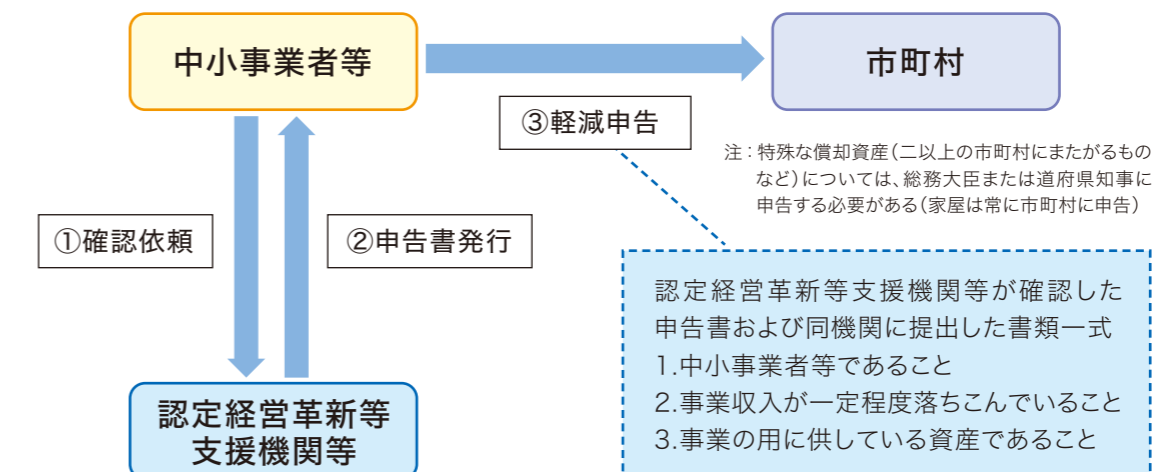 中小事業者等
市町村
③軽減申告
注：特殊な償却資産（二以上の市町村にまたがるもの
など）については、総務大臣または道府県知事に
申告する必要がある（家屋は常に市町村に申告）
①確認依頼
②申告書発行
認定経営革新等支援機関等が確認した
申告書および同機関に提出した書類一式
1.中小事業者等であること
2.事業収入が一定程度落ちこんでいること
3.事業の用に供している資産であること
認定経営革新等
支援機関等